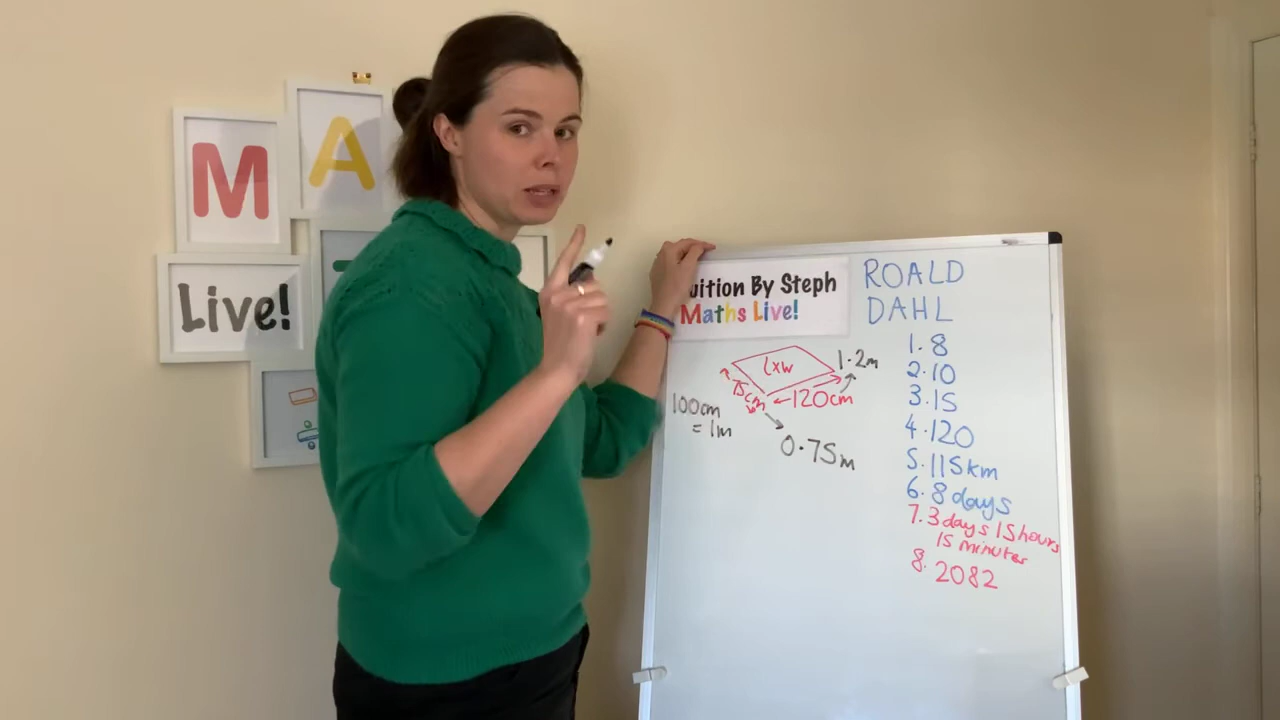 M
A
Live!
uition By Steph
Maths Live!
ROALD
DAHL
1. 8
2. 10
3. 15
4. 120
5. 115km
6. 8 days
7. 3 days 15 hours
15 minutes
8. 2082
lxw
1.2m
75cm
120cm
100cm
= 1m
0.75m